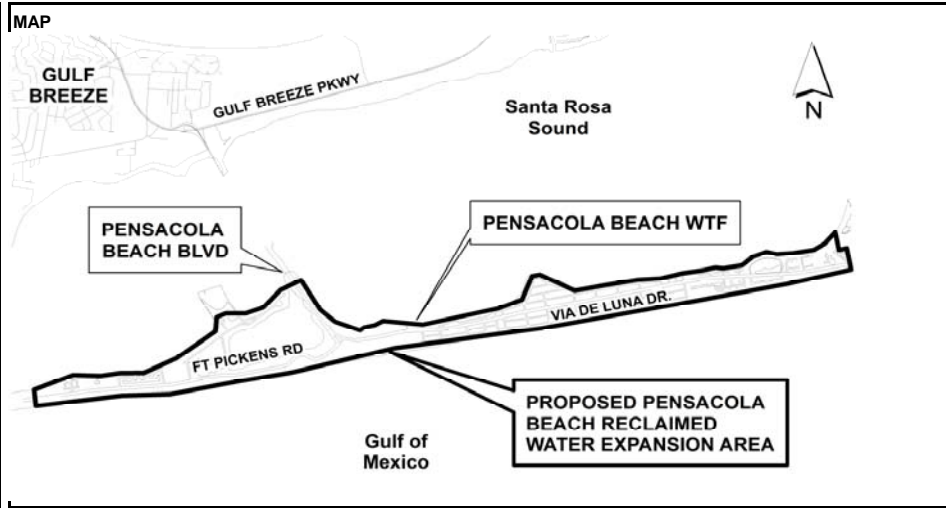 MAP
GULF
BREEZE
GULF BREEZE PKWY
Santa Rosa
Sound
N
PENSACOLA
BEACH BLVD
PENSACOLA BEACH WTF
VIA DE LUNA DR.
FT PICKENS RD
PROPOSED PENSACOLA
BEACH RECLAIMED
WATER EXPANSION AREA
Gulf of
Mexico